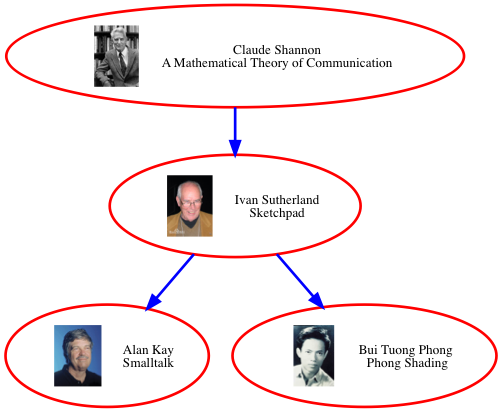 Claude Shannon
A Mathematical Theory of Communication
Ivan Sutherland
Sketchpad
Alan Kay
Smalltalk
Bui Tuong Phong
Phong Shading